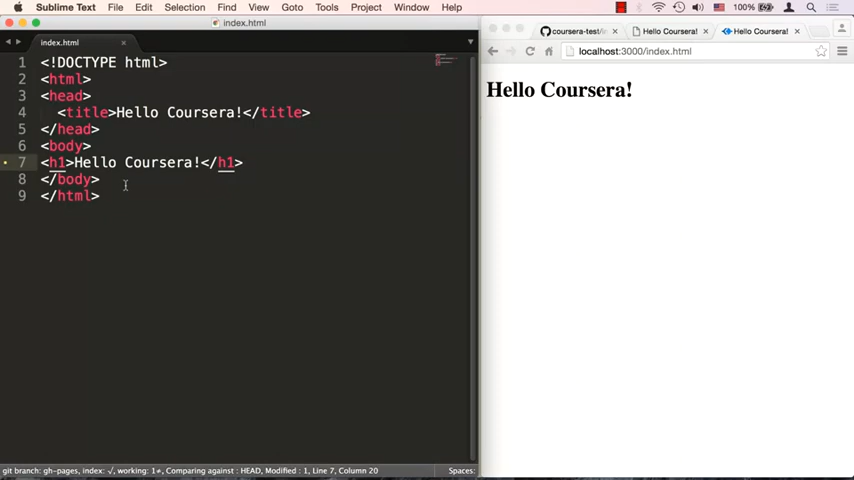 Sublime Text File Edit Selection Find View Goto Tools Project Window Help 100%
index.html
index.html
1 <!DOCTYPE html>
2 <html>
3 <head>
4 <title>Hello Coursera!</title>
5 </head>
6 <body>
7 <h1>Hello Coursera!</h1>
8 </body>
9 </html>
git branch: gh-pages, index: √, working: 1≠, Comparing against : HEAD, Modified : 1, Line 7, Column 20 Spaces:
coursera-test/ Hello Coursera! Hello Coursera!
localhost:3000/index.html
Hello Coursera!